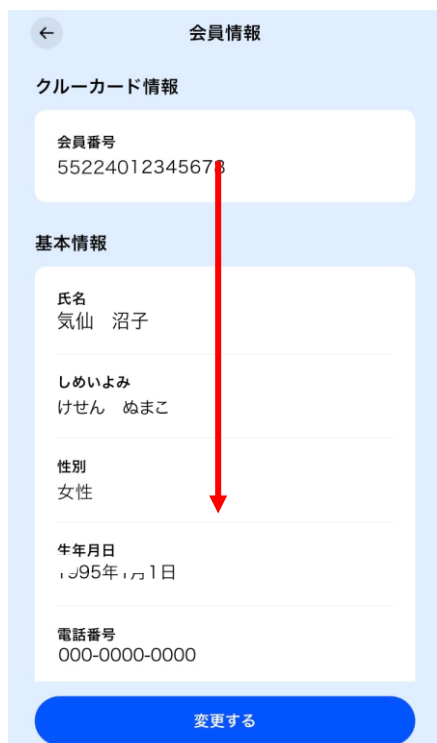 会員情報
クルーカード情報
会員番号
55224012345678
基本情報
氏名
気仙　沼子
しめいよみ
けせん　ぬまこ
性別
女性
生年月日
1995年1月1日
電話番号
000-0000-0000
変更する